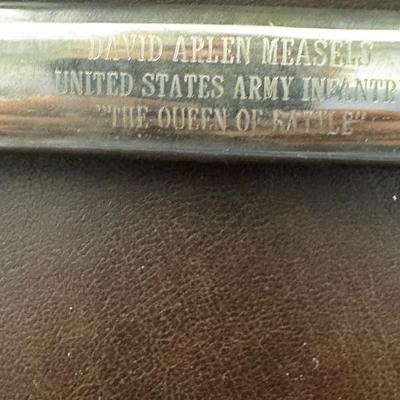 DAVID ARLEN MEASELS
UNITED STATES ARMY INFANTR
"THE QUEEN OF BATTLE"